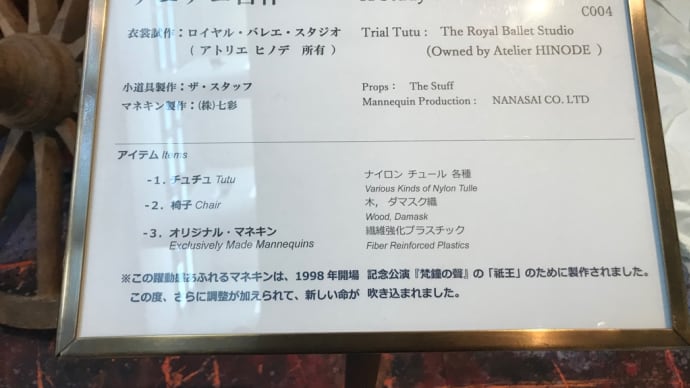 C004
衣裳試作：ロイヤル・バレエ・スタジオ Trial Tutu : The Royal Ballet Studio
( アトリエ ヒノデ 所有 ) (Owned by Atelier HINODE )
小道具製作：ザ・スタッフ Props : The Stuff
マネキン製作：(株)七彩 Mannequin Production : NANASAI CO. LTD
アイテム Items
-1. チュチュ Tutu ナイロン チュール 各種
Various Kinds of Nylon Tulle
-2. 椅子 Chair 木， ダマスク織
Wood, Damask
-3. オリジナル・マネキン 繊維強化プラスチック
Exclusively Made Mannequins Fiber Reinforced Plastics
※この躍動感あふれるマネキンは、1998年開場 記念公演『梵鐘の聲』の「祇王」のために製作されました。
この度、さらに調整が加えられて、新しい命が 吹き込まれました。